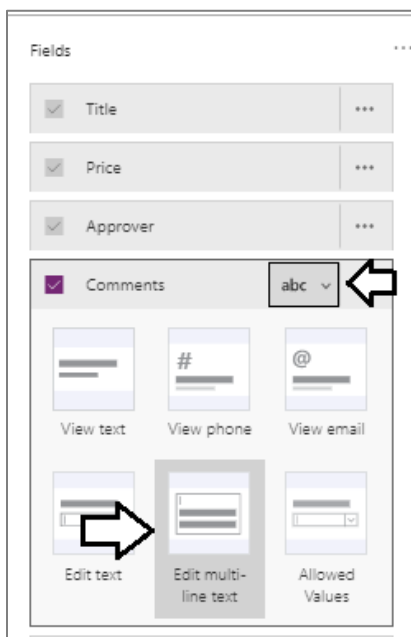 Fields ...
Title ...
Price ...
Approver ...
Comments abc
View text # View phone @ View email
Edit text Edit multi- Allowed
line text Values